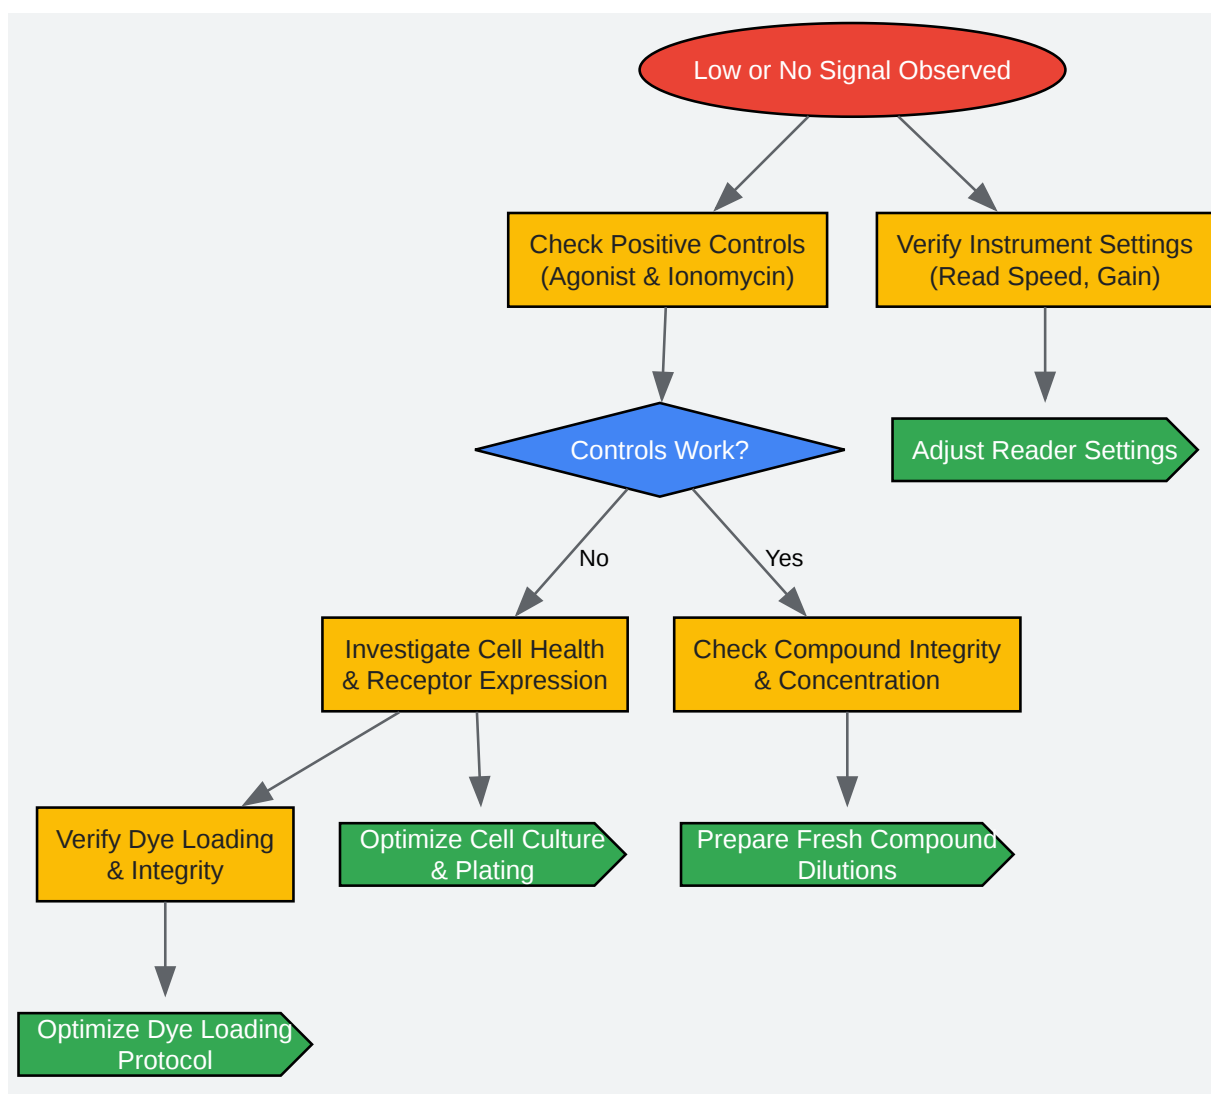 Low or No Signal Observed
Check Positive Controls
(Agonist & Ionomycin)
Verify Instrument Settings
(Read Speed, Gain)
Controls Work?
Adjust Reader Settings
No
Yes
Investigate Cell Health
& Receptor Expression
Check Compound Integrity
& Concentration
Verify Dye Loading
& Integrity
Optimize Cell Culture
& Plating
Prepare Fresh Compound
Dilutions
Optimize Dye Loading
Protocol